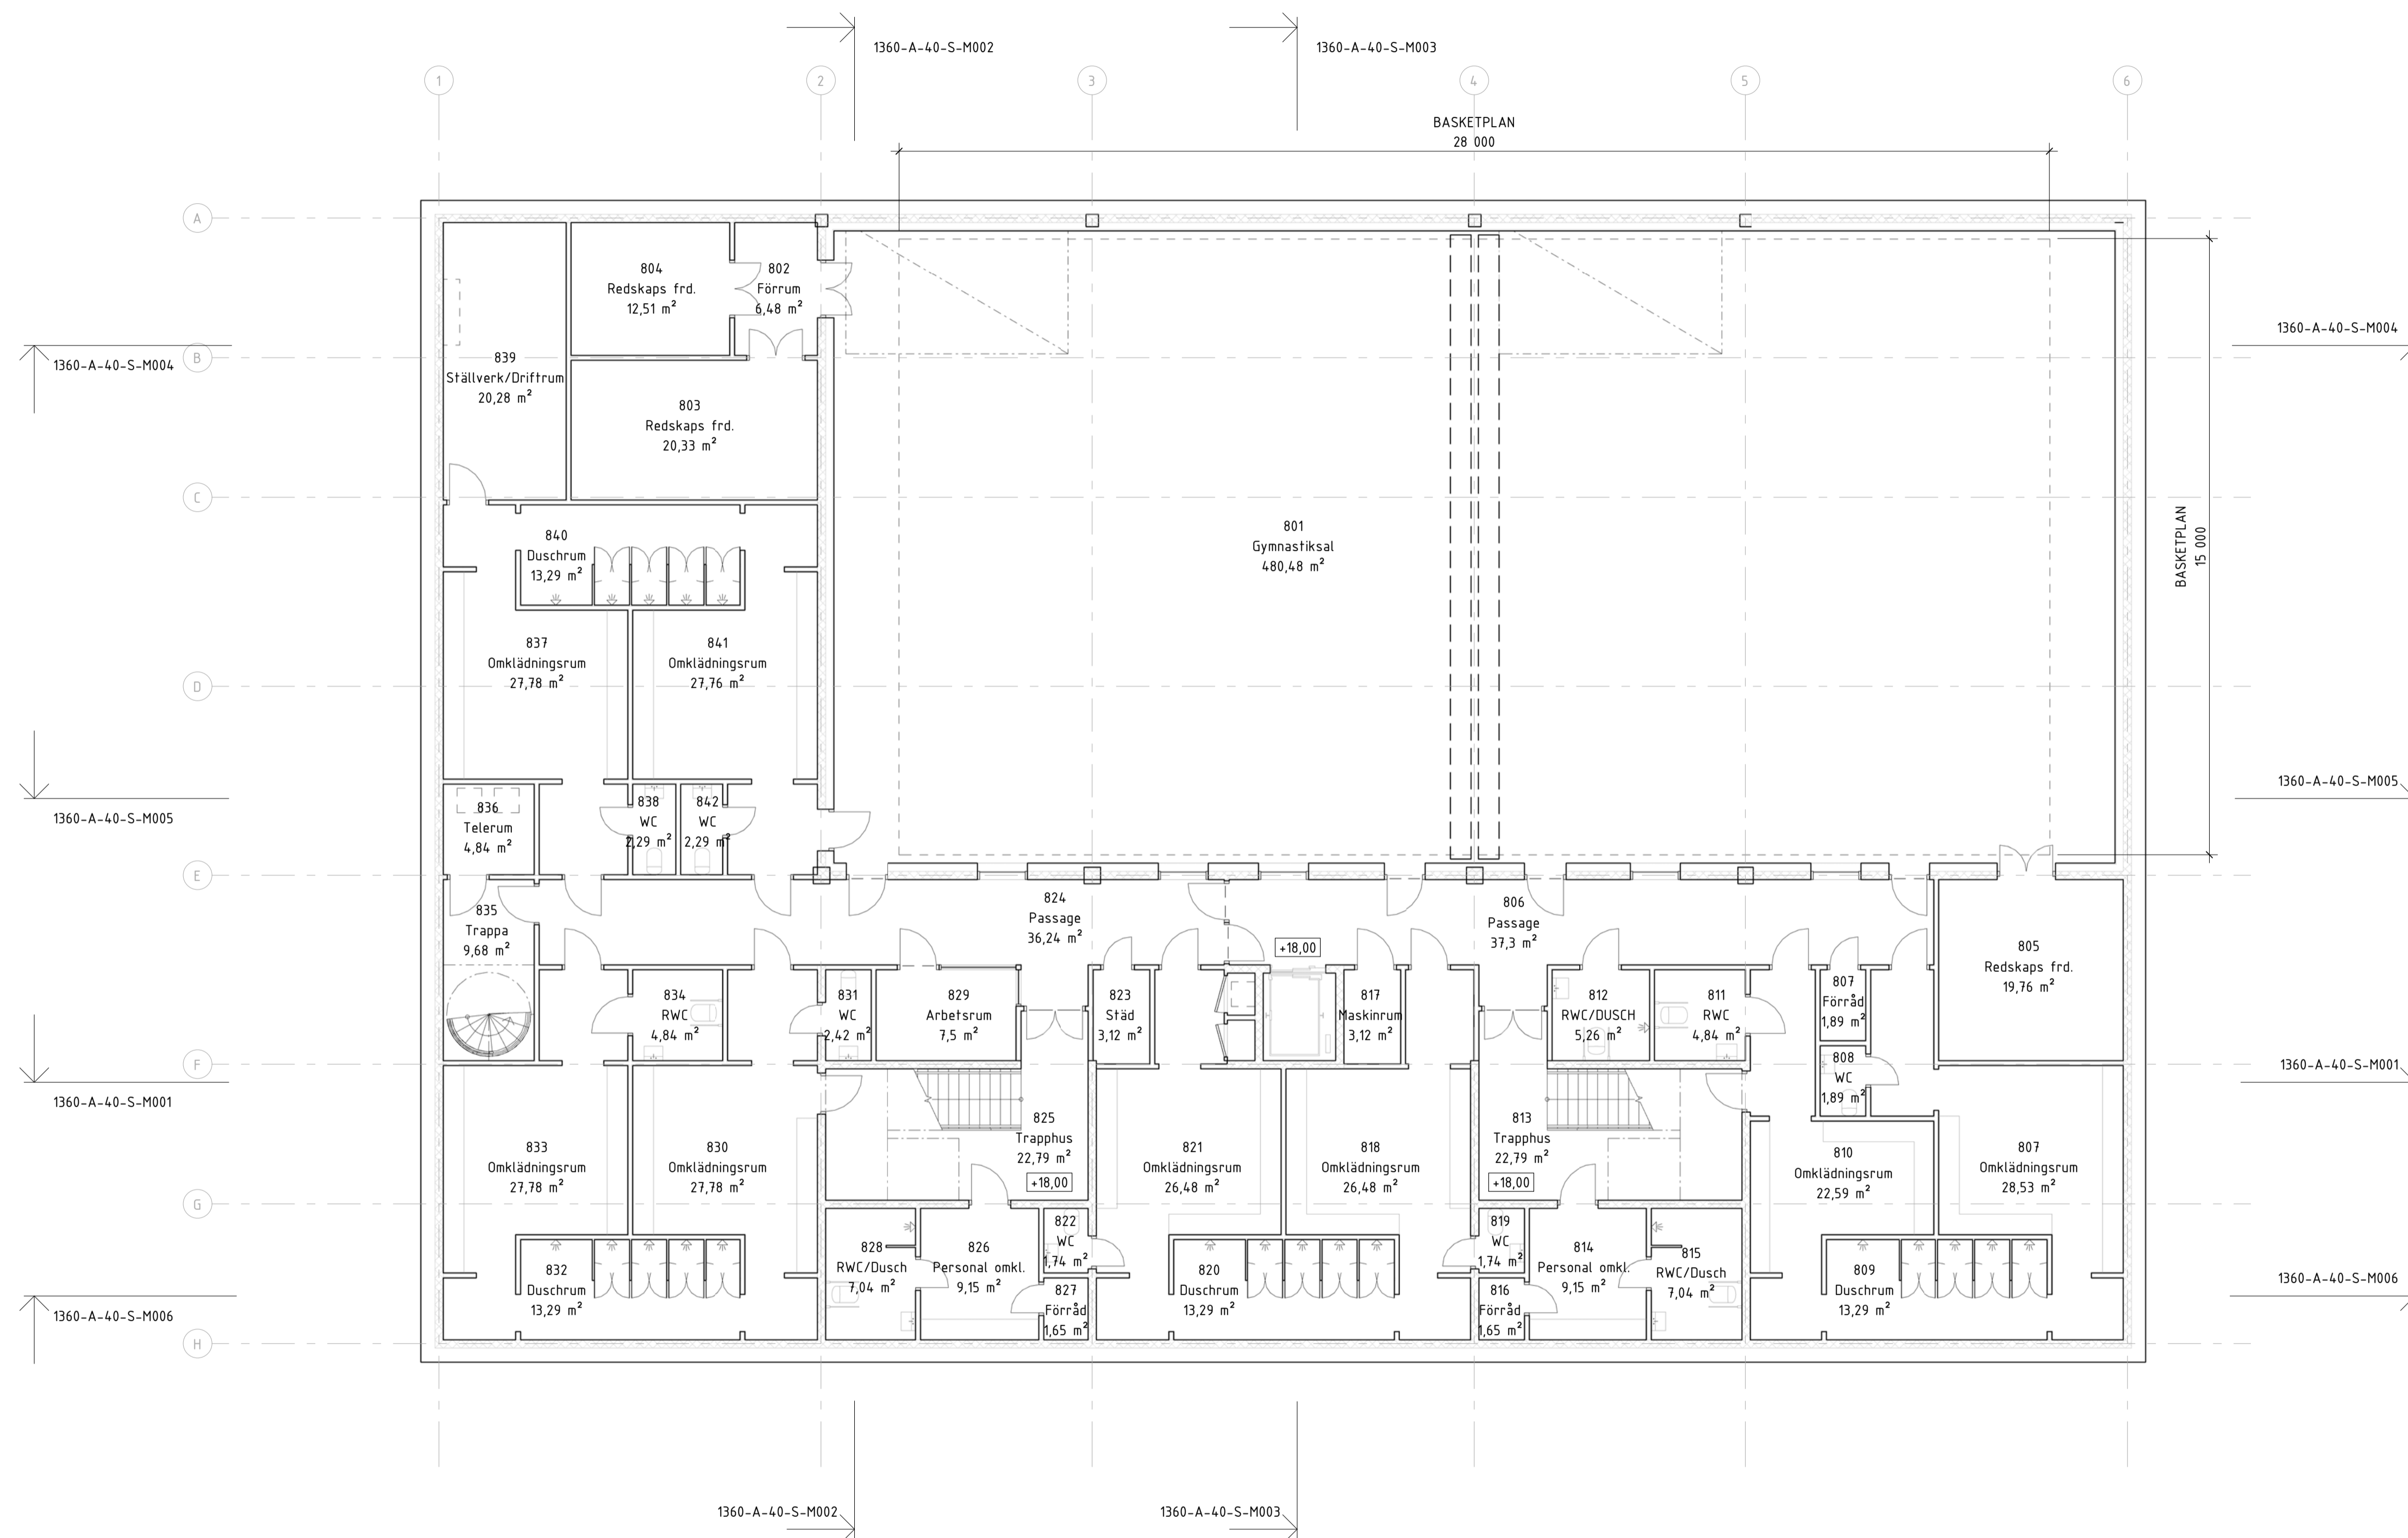 1360-A-40-S-M002
1360-A-40-S-M003
1
2
3
4
5
6
BASKETPLAN
28 000
A
B
C
D
E
F
G
H
1360-A-40-S-M004
1360-A-40-S-M004
804
Redskaps frd.
12,51 m²
802
Förrum
6,48 m²
839
Ställverk/Driftrum
20,28 m²
803
Redskaps frd.
20,33 m²
801
Gymnastiksal
480,48 m²
BASKETPLAN
15 000
840
Duschrum
13,29 m²
837
Omklädningsrum
27,78 m²
841
Omklädningsrum
27,76 m²
1360-A-40-S-M005
1360-A-40-S-M005
836
Telerum
4,84 m²
838
WC
2,29 m²
842
WC
2,29 m²
835
Trappa
9,68 m²
824
Passage
36,24 m²
+18,00
806
Passage
37,3 m²
805
Redskaps frd.
19,76 m²
834
RWC
4,84 m²
831
WC
2,42 m²
829
Arbetsrum
7,5 m²
823
Städ
3,12 m²
817
Maskinrum
3,12 m²
812
RWC/DUSCH
5,26 m²
811
RWC
4,84 m²
807
Förråd
1,89 m²
808
WC
1,89 m²
1360-A-40-S-M001
1360-A-40-S-M001
833
Omklädningsrum
27,78 m²
830
Omklädningsrum
27,78 m²
825
Trapphus
22,79 m²
+18,00
821
Omklädningsrum
26,48 m²
818
Omklädningsrum
26,48 m²
813
Trapphus
22,79 m²
+18,00
810
Omklädningsrum
22,59 m²
807
Omklädningsrum
28,53 m²
832
Duschrum
13,29 m²
828
RWC/Dusch
7,04 m²
826
Personal omkl.
9,15 m²
822
WC
1,74 m²
827
Förråd
1,65 m²
820
Duschrum
13,29 m²
819
WC
1,74 m²
816
Förråd
1,65 m²
814
Personal omkl.
9,15 m²
815
RWC/Dusch
7,04 m²
809
Duschrum
13,29 m²
1360-A-40-S-M006
1360-A-40-S-M006
1360-A-40-S-M002
1360-A-40-S-M003